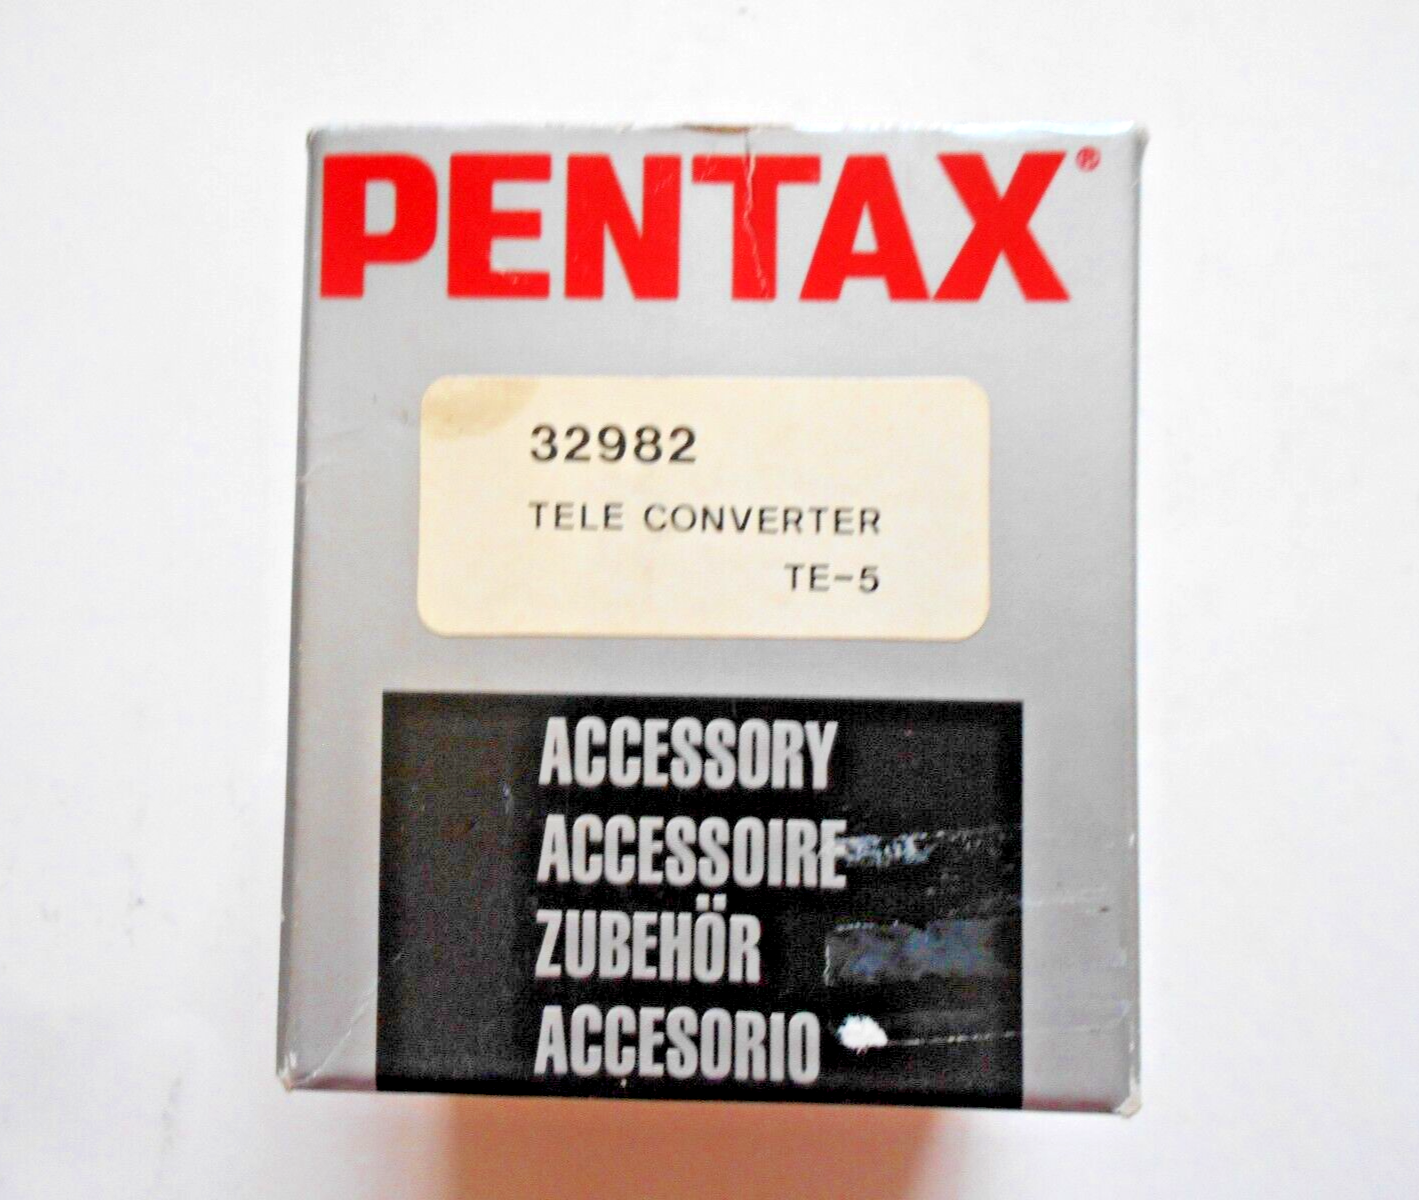 PENTAX®
32982
TELE CONVERTER
TE-5
ACCESSORY
ACCESSOIRE
ZUBEHÖR
ACCESORIO